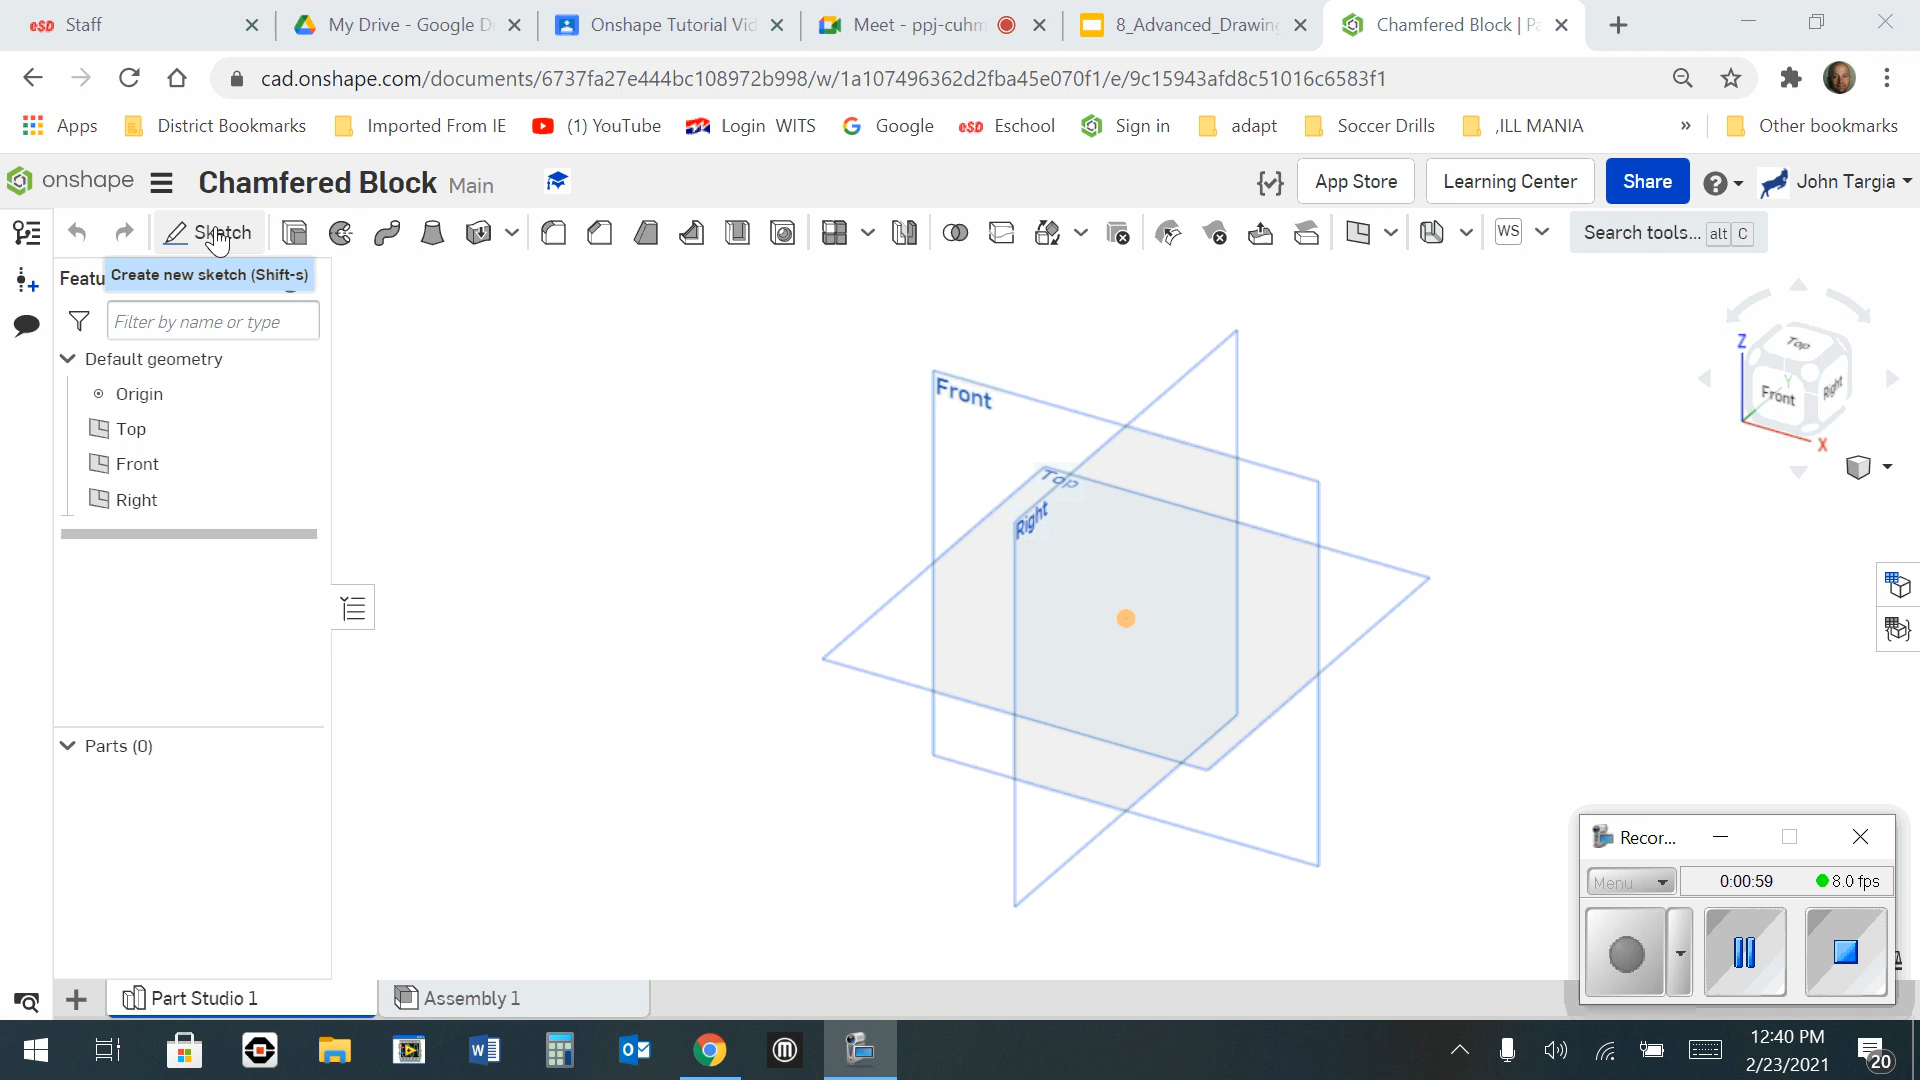 esD Staff
My Drive - Google D
Onshape Tutorial Vid
Meet - ppj-cuhm
8_Advanced_Drawing
Chamfered Block | Pa
cad.onshape.com/documents/6737fa27e444bc108972b998/w/1a107496362d2fba45e070f1/e/9c15943afd8c51016c6583f1
Apps
District Bookmarks
Imported From IE
(1) YouTube
Login WITS
Google
esD Eschool
Sign in
adapt
Soccer Drills
,ILL MANIA
»
Other bookmarks
onshape
Chamfered Block Main
App Store
Learning Center
Share
John Targia
Sketch
WS
Search tools... alt C
Featu
Create new sketch (Shift-s)
Filter by name or type
Default geometry
Origin
Top
Front
Right
Parts (0)
Front
Top
Right
Z
Top
Y
Front
Right
X
Recor...
Menu
0:00:59
8.0 fps
Part Studio 1
Assembly 1
12:40 PM
2/23/2021
20